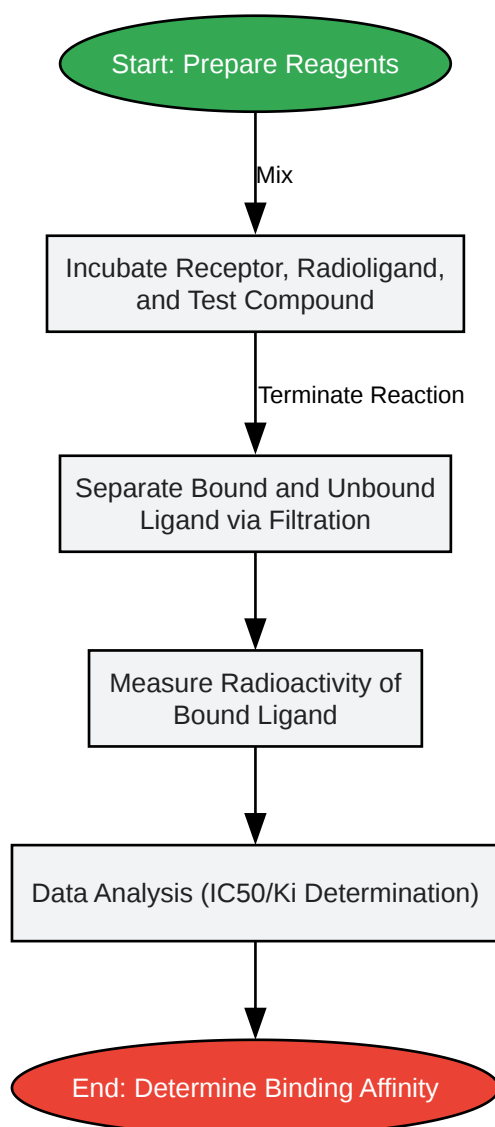 Start: Prepare Reagents
Mix
Incubate Receptor, Radioligand,
and Test Compound
Terminate Reaction
Separate Bound and Unbound
Ligand via Filtration
Measure Radioactivity of
Bound Ligand
Data Analysis (IC50/Ki Determination)
End: Determine Binding Affinity